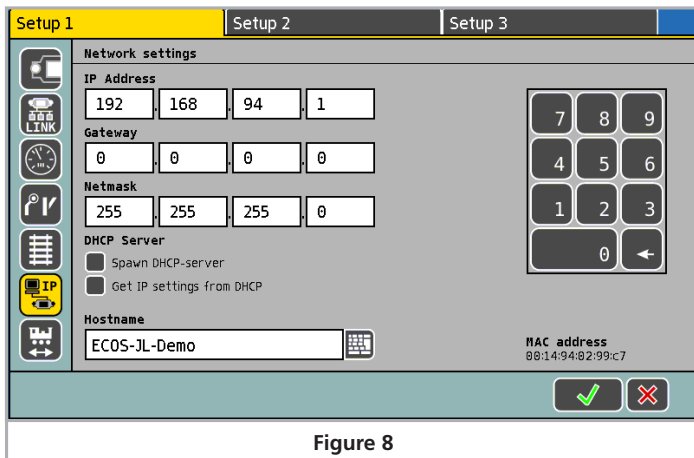 Setup 1 Setup 2 Setup 3
Network settings
IP Address
192 . 168 . 94 . 1
Gateway
0 . 0 . 0 . 0
Netmask
255 . 255 . 255 . 0
DHCP Server
Spawn DHCP-server
Get IP settings from DHCP
Hostname
ECOS-JL-Demo
LINK
IP
7 8 9
4 5 6
1 2 3
0 ←
MAC address
00:14:94:02:99:c7
Figure 8